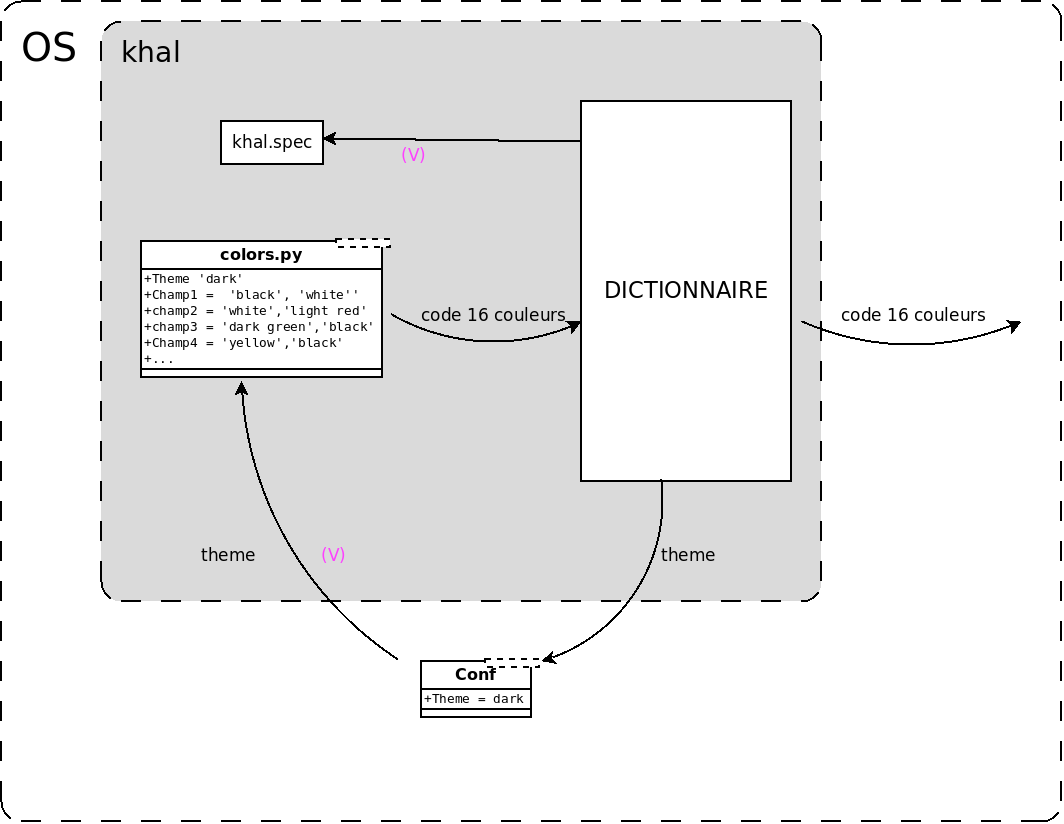 OS
khal
khal.spec
(V)
colors.py
+Theme 'dark'
+Champ1 =  'black', 'white''
+champ2 = 'white','light red'
+champ3 = 'dark green','black'
+Champ4 = 'yellow','black'
+...
code 16 couleurs
DICTIONNAIRE
code 16 couleurs
theme
(V)
theme
Conf
+Theme = dark